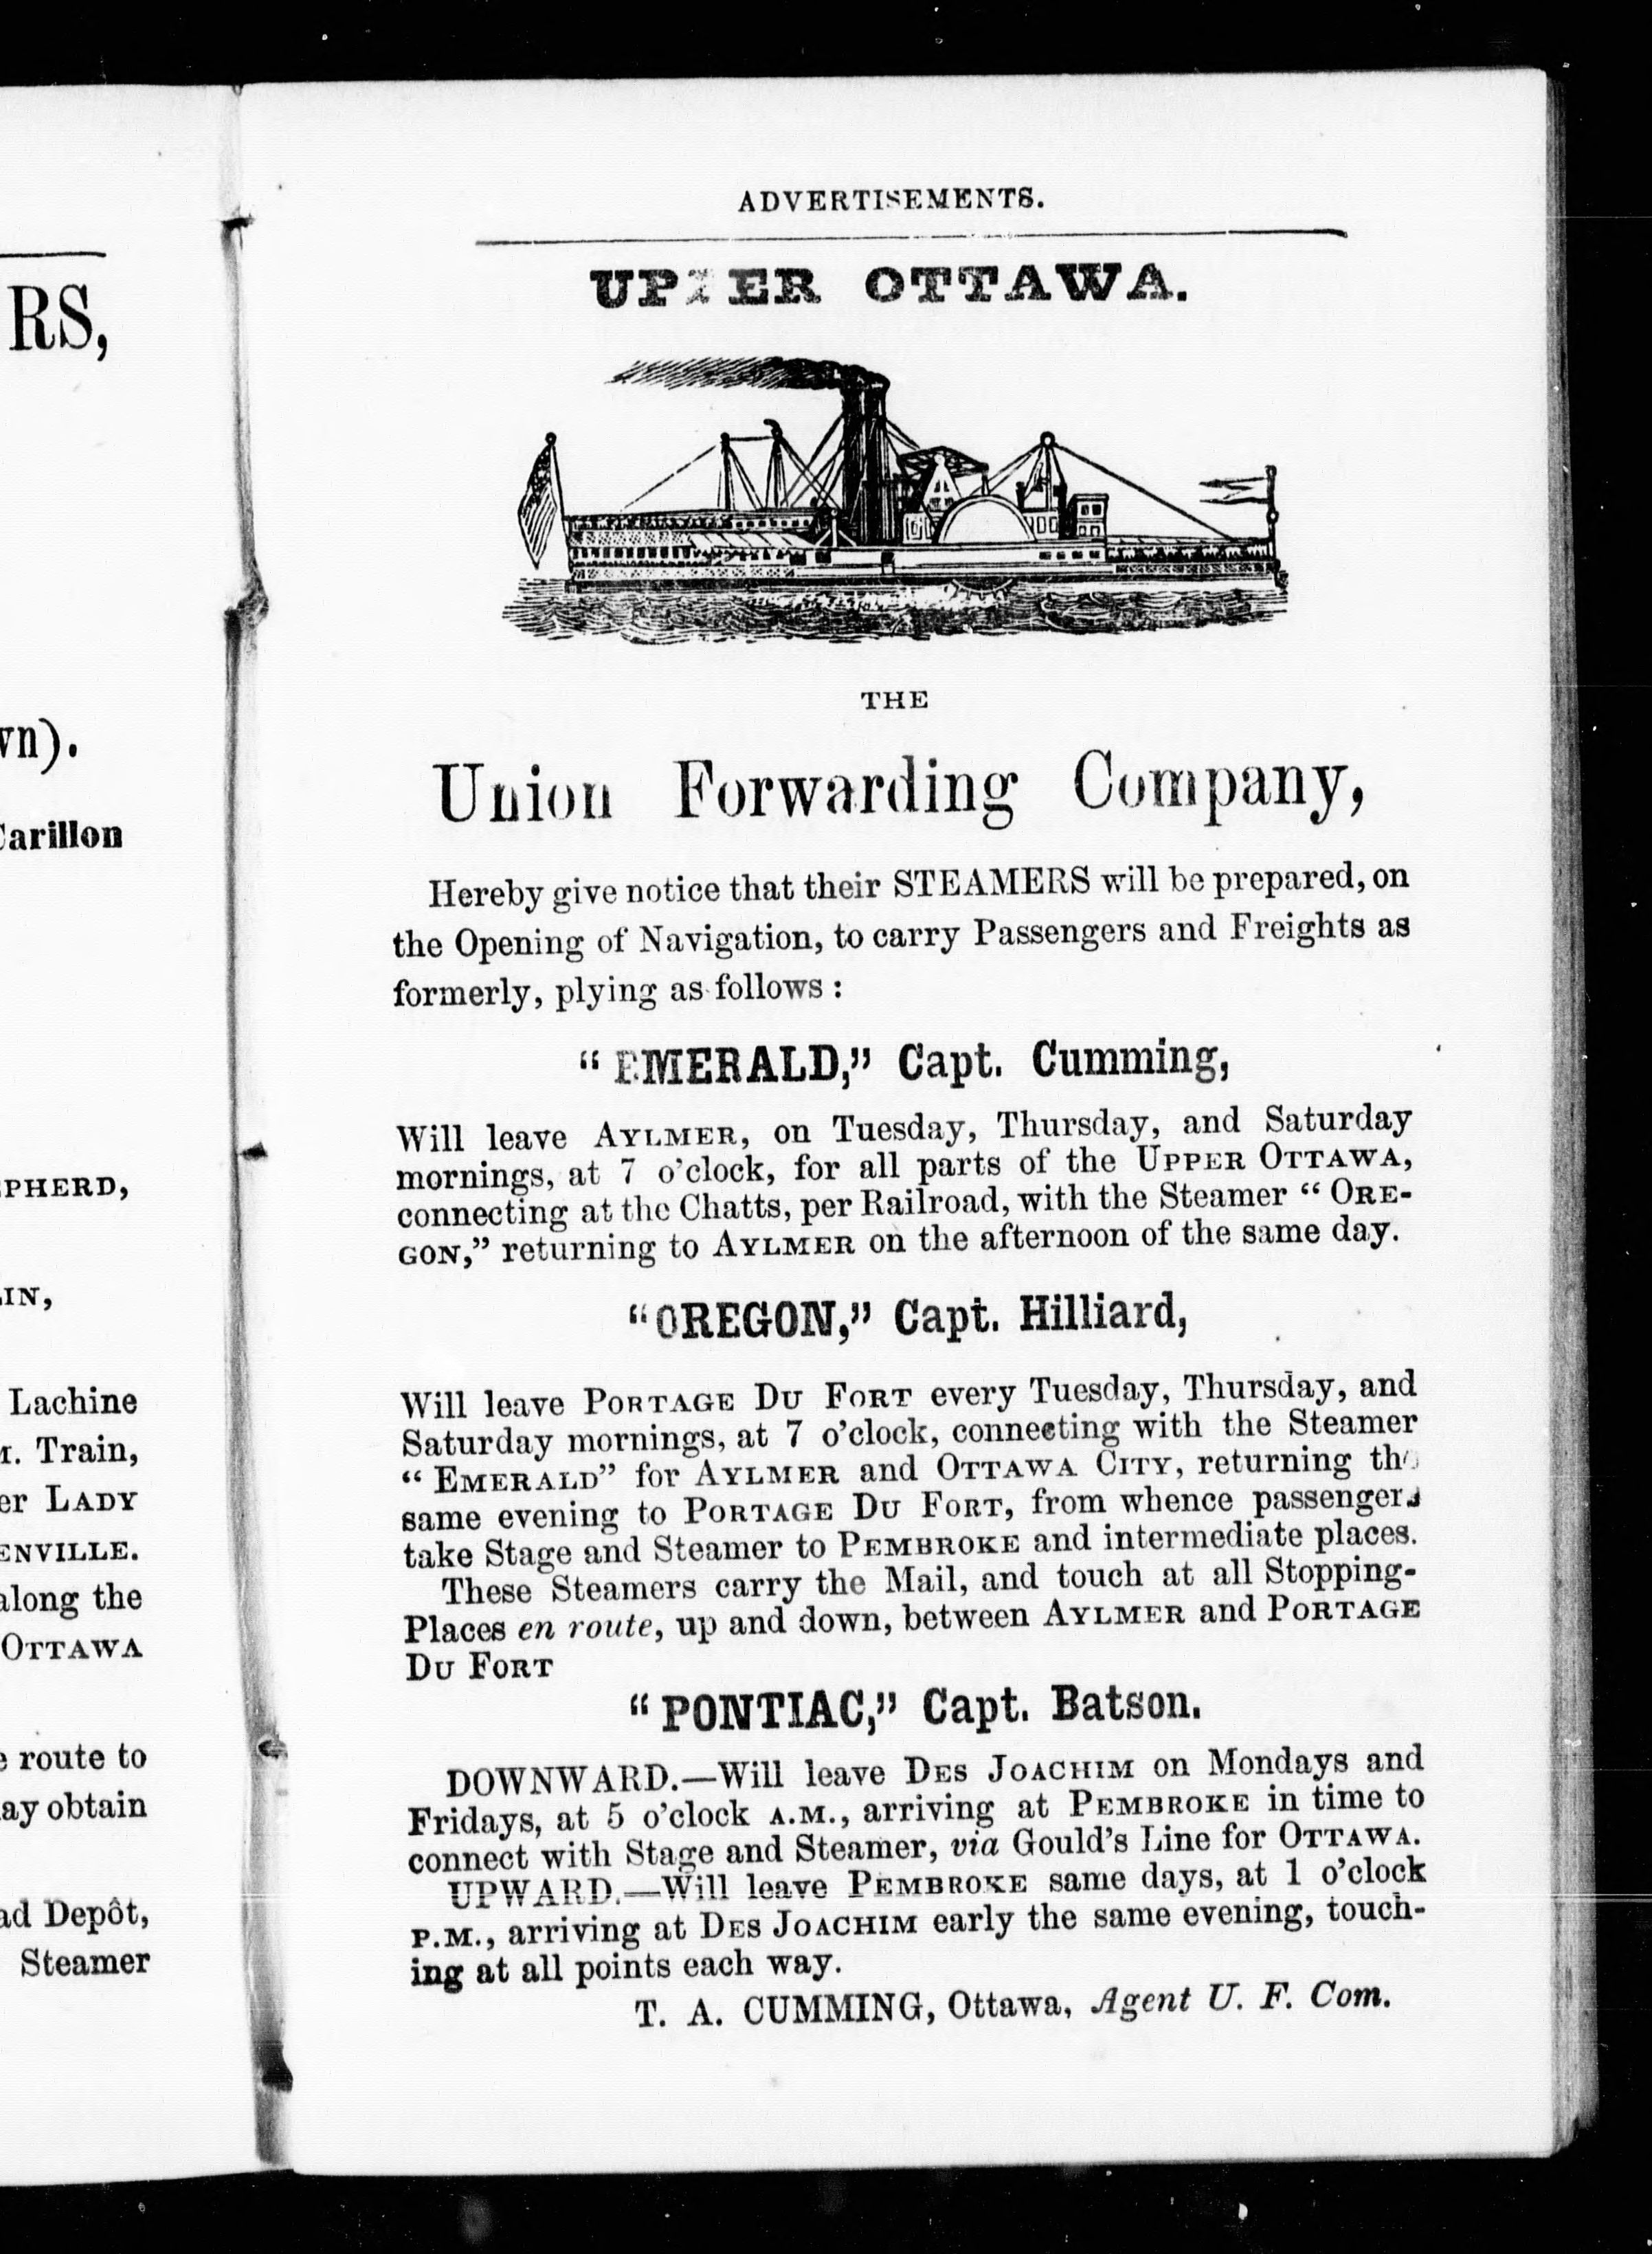 RS,
vn).
Carillon
PHERD,
LIN,
Lachine
M. Train,
er LADY
ENVILLE.
along the
OTTAWA
e route to
ay obtain
ad Depôt,
Steamer
ADVERTISEMENTS.
UPPER OTTAWA.
THE
Union Forwarding Company,
Hereby give notice that their STEAMERS will be prepared, on
the Opening of Navigation, to carry Passengers and Freights as
formerly, plying as follows :
“ EMERALD,” Capt. Cumming,
Will leave AYLMER, on Tuesday, Thursday, and Saturday
mornings, at 7 o’clock, for all parts of the UPPER OTTAWA,
connecting at the Chatts, per Railroad, with the Steamer “ ORE-
GON,” returning to AYLMER on the afternoon of the same day.
“OREGON,” Capt. Hilliard,
Will leave PORTAGE DU FORT every Tuesday, Thursday, and
Saturday mornings, at 7 o’clock, connecting with the Steamer
“ EMERALD” for AYLMER and OTTAWA CITY, returning the
same evening to PORTAGE DU FORT, from whence passengers
take Stage and Steamer to PEMBROKE and intermediate places.
These Steamers carry the Mail, and touch at all Stopping-
Places en route, up and down, between AYLMER and PORTAGE
DU FORT
“ PONTIAC,” Capt. Batson.
DOWNWARD.—Will leave DES JOACHIM on Mondays and
Fridays, at 5 o’clock A.M., arriving at PEMBROKE in time to
connect with Stage and Steamer, via Gould’s Line for OTTAWA.
UPWARD.—Will leave PEMBROKE same days, at 1 o’clock
P.M., arriving at DES JOACHIM early the same evening, touch-
ing at all points each way.
T. A. CUMMING, Ottawa, Agent U. F. Com.